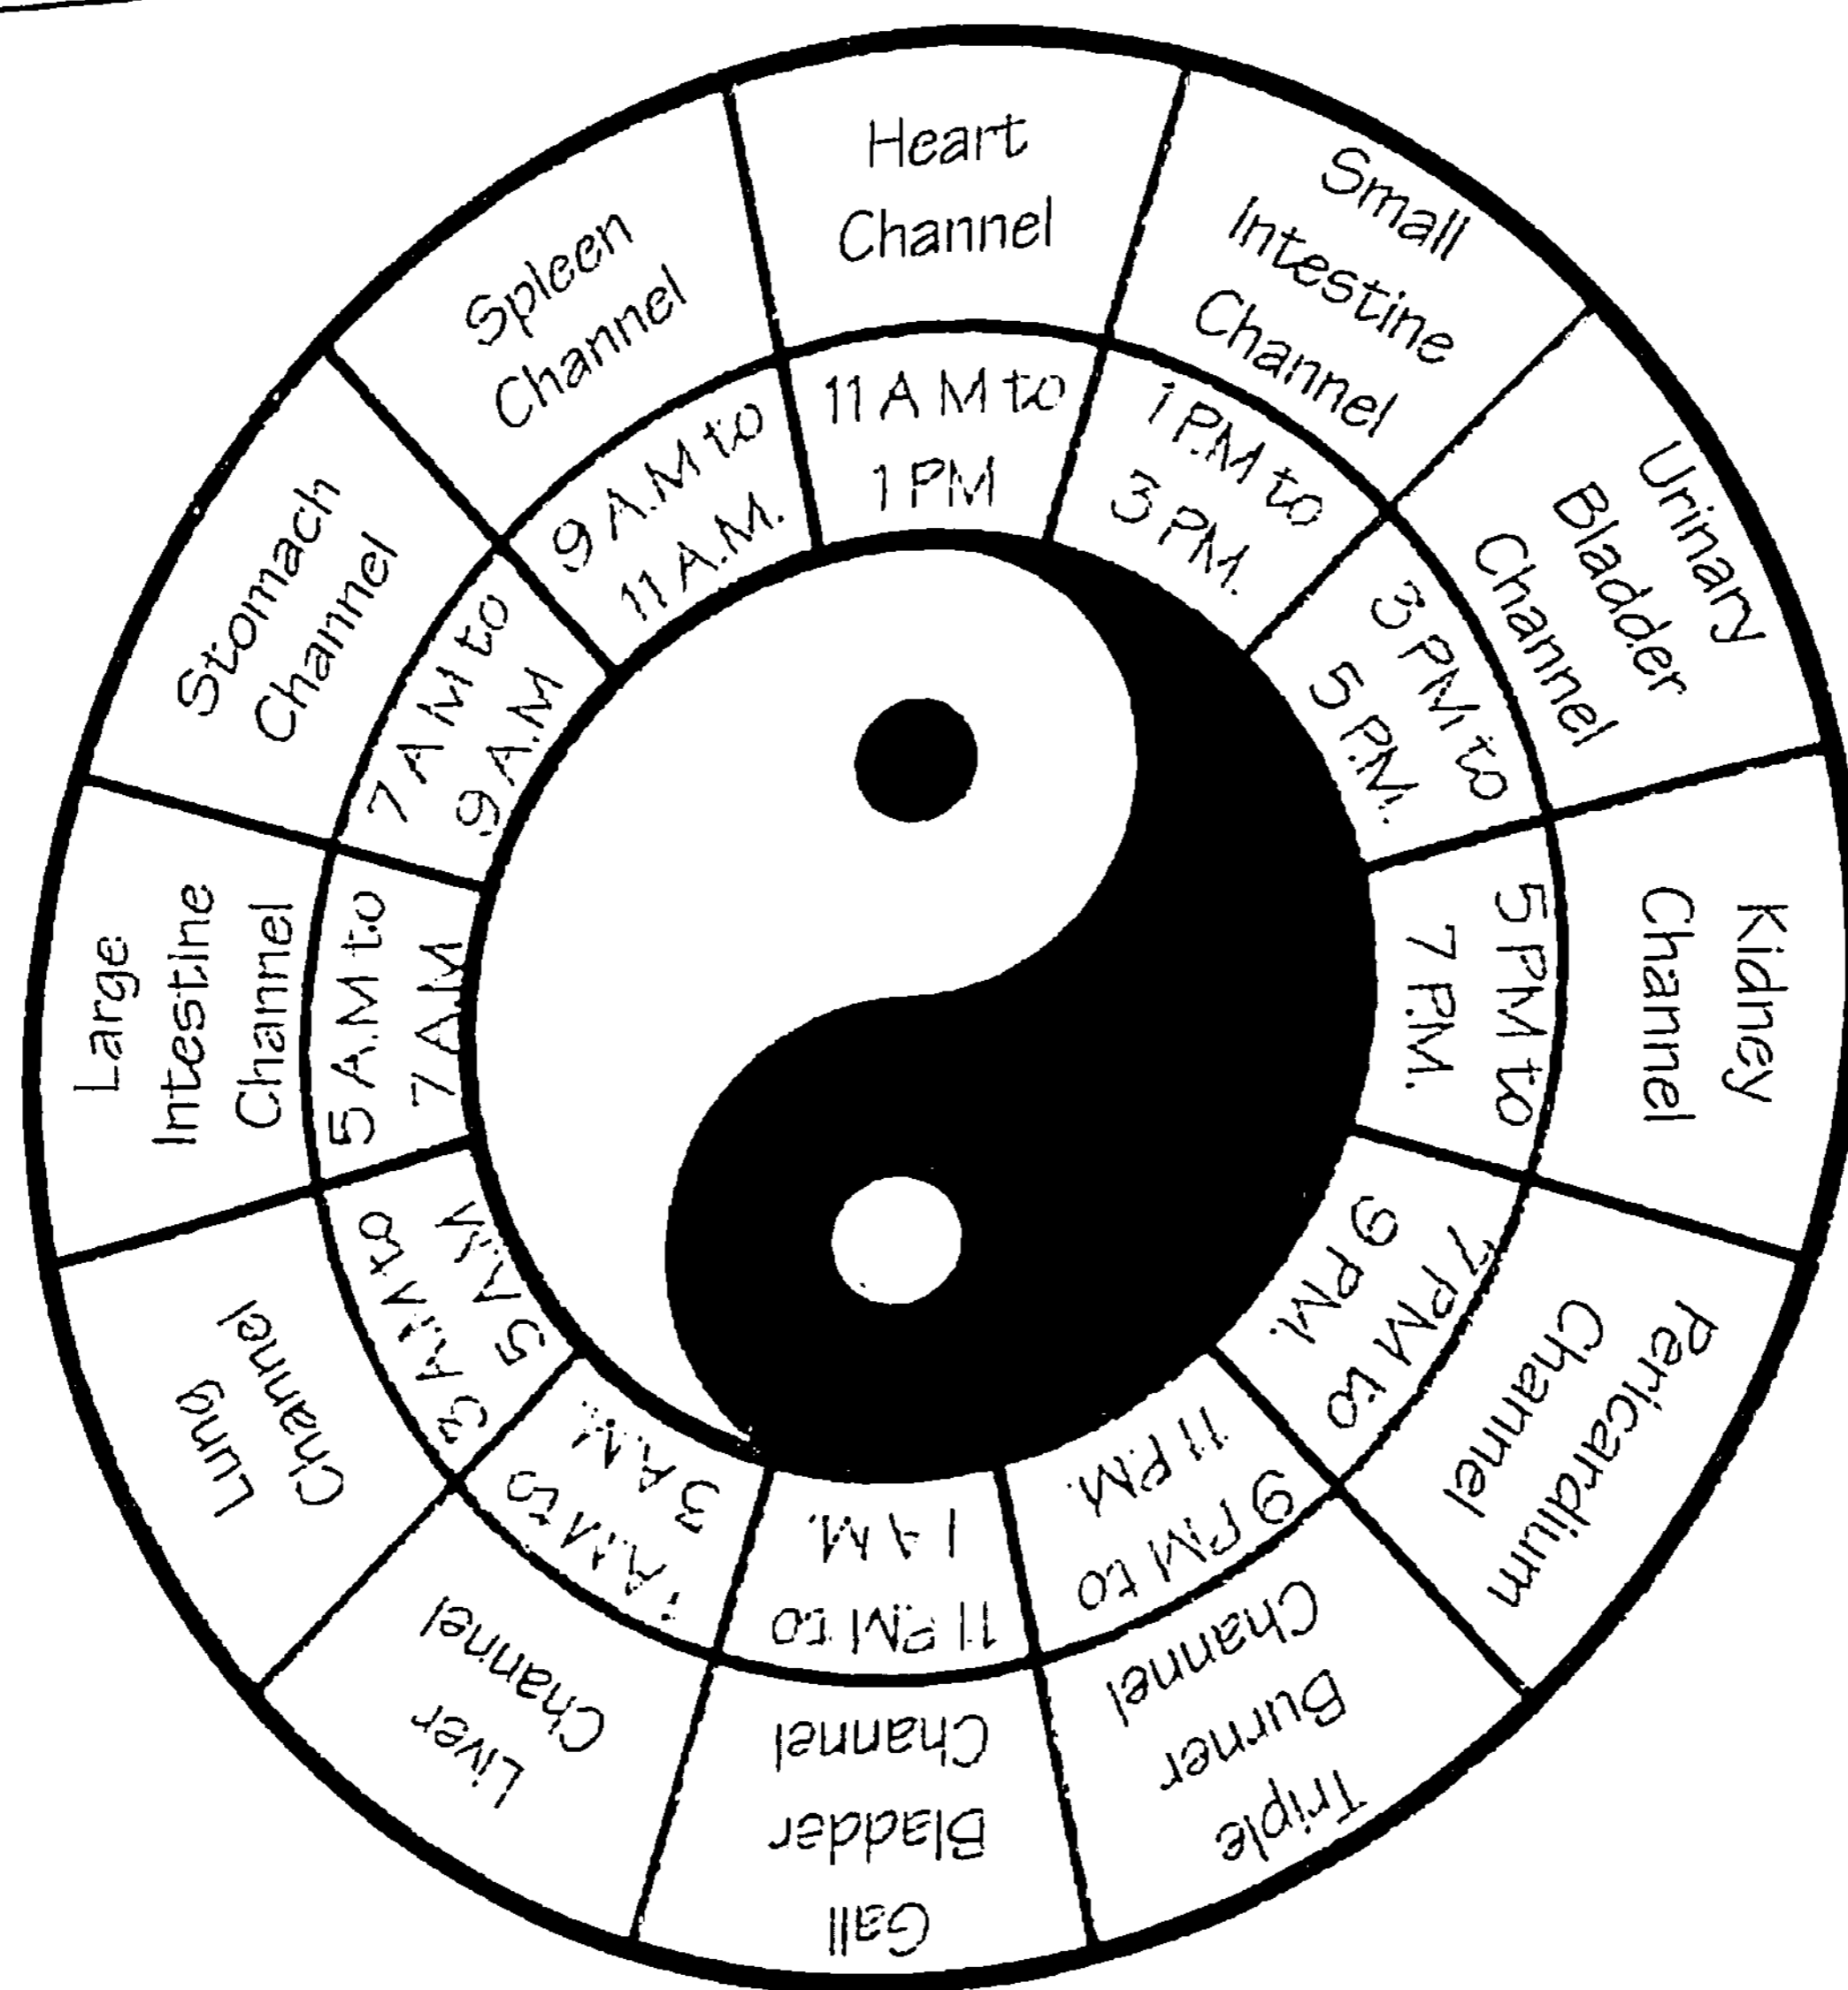 Heart
Channel
11 A M to
1 PM
Small
Intestine
Channel
1 P.M to
3 P.M.
Urinary
Bladder
Channel
3 P.M. to
5 P.M.
Kidney
Channel
5 P.M to
7 P.M.
Pericardium
Channel
7 P.M to
9 P.M.
Triple
Burner
Channel
9 P.M to
11 P.M.
Gall
Bladder
Channel
11 P.M to
1 A.M.
Liver
Channel
A.M to
3 A.M.
Lung
Channel
3 A.M to
5 A.M
Large
Intestine
Channel
5 A.M to
7 A.M
Stomach
Channel
7 A M to
9 A.M
Spleen
Channel
9 A.M to
11 A.M.